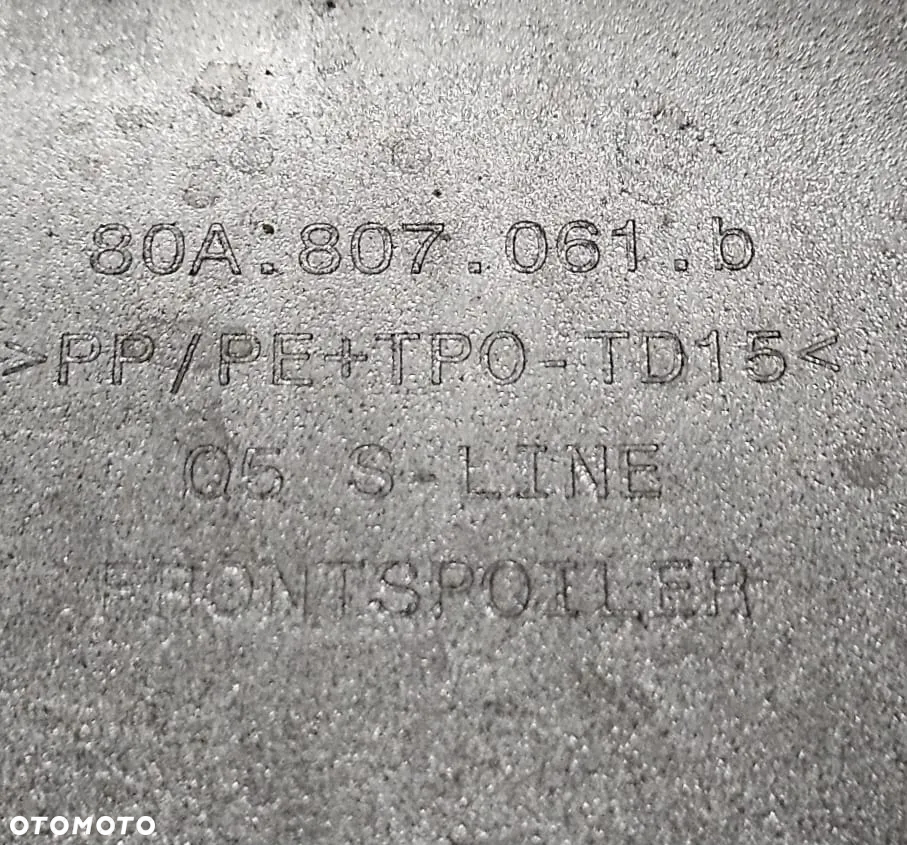 80A.807.061.b
>PP/PE+TPO-TD15<
Q5 S-LINE
FRONTSPOILER
OTOMOTO